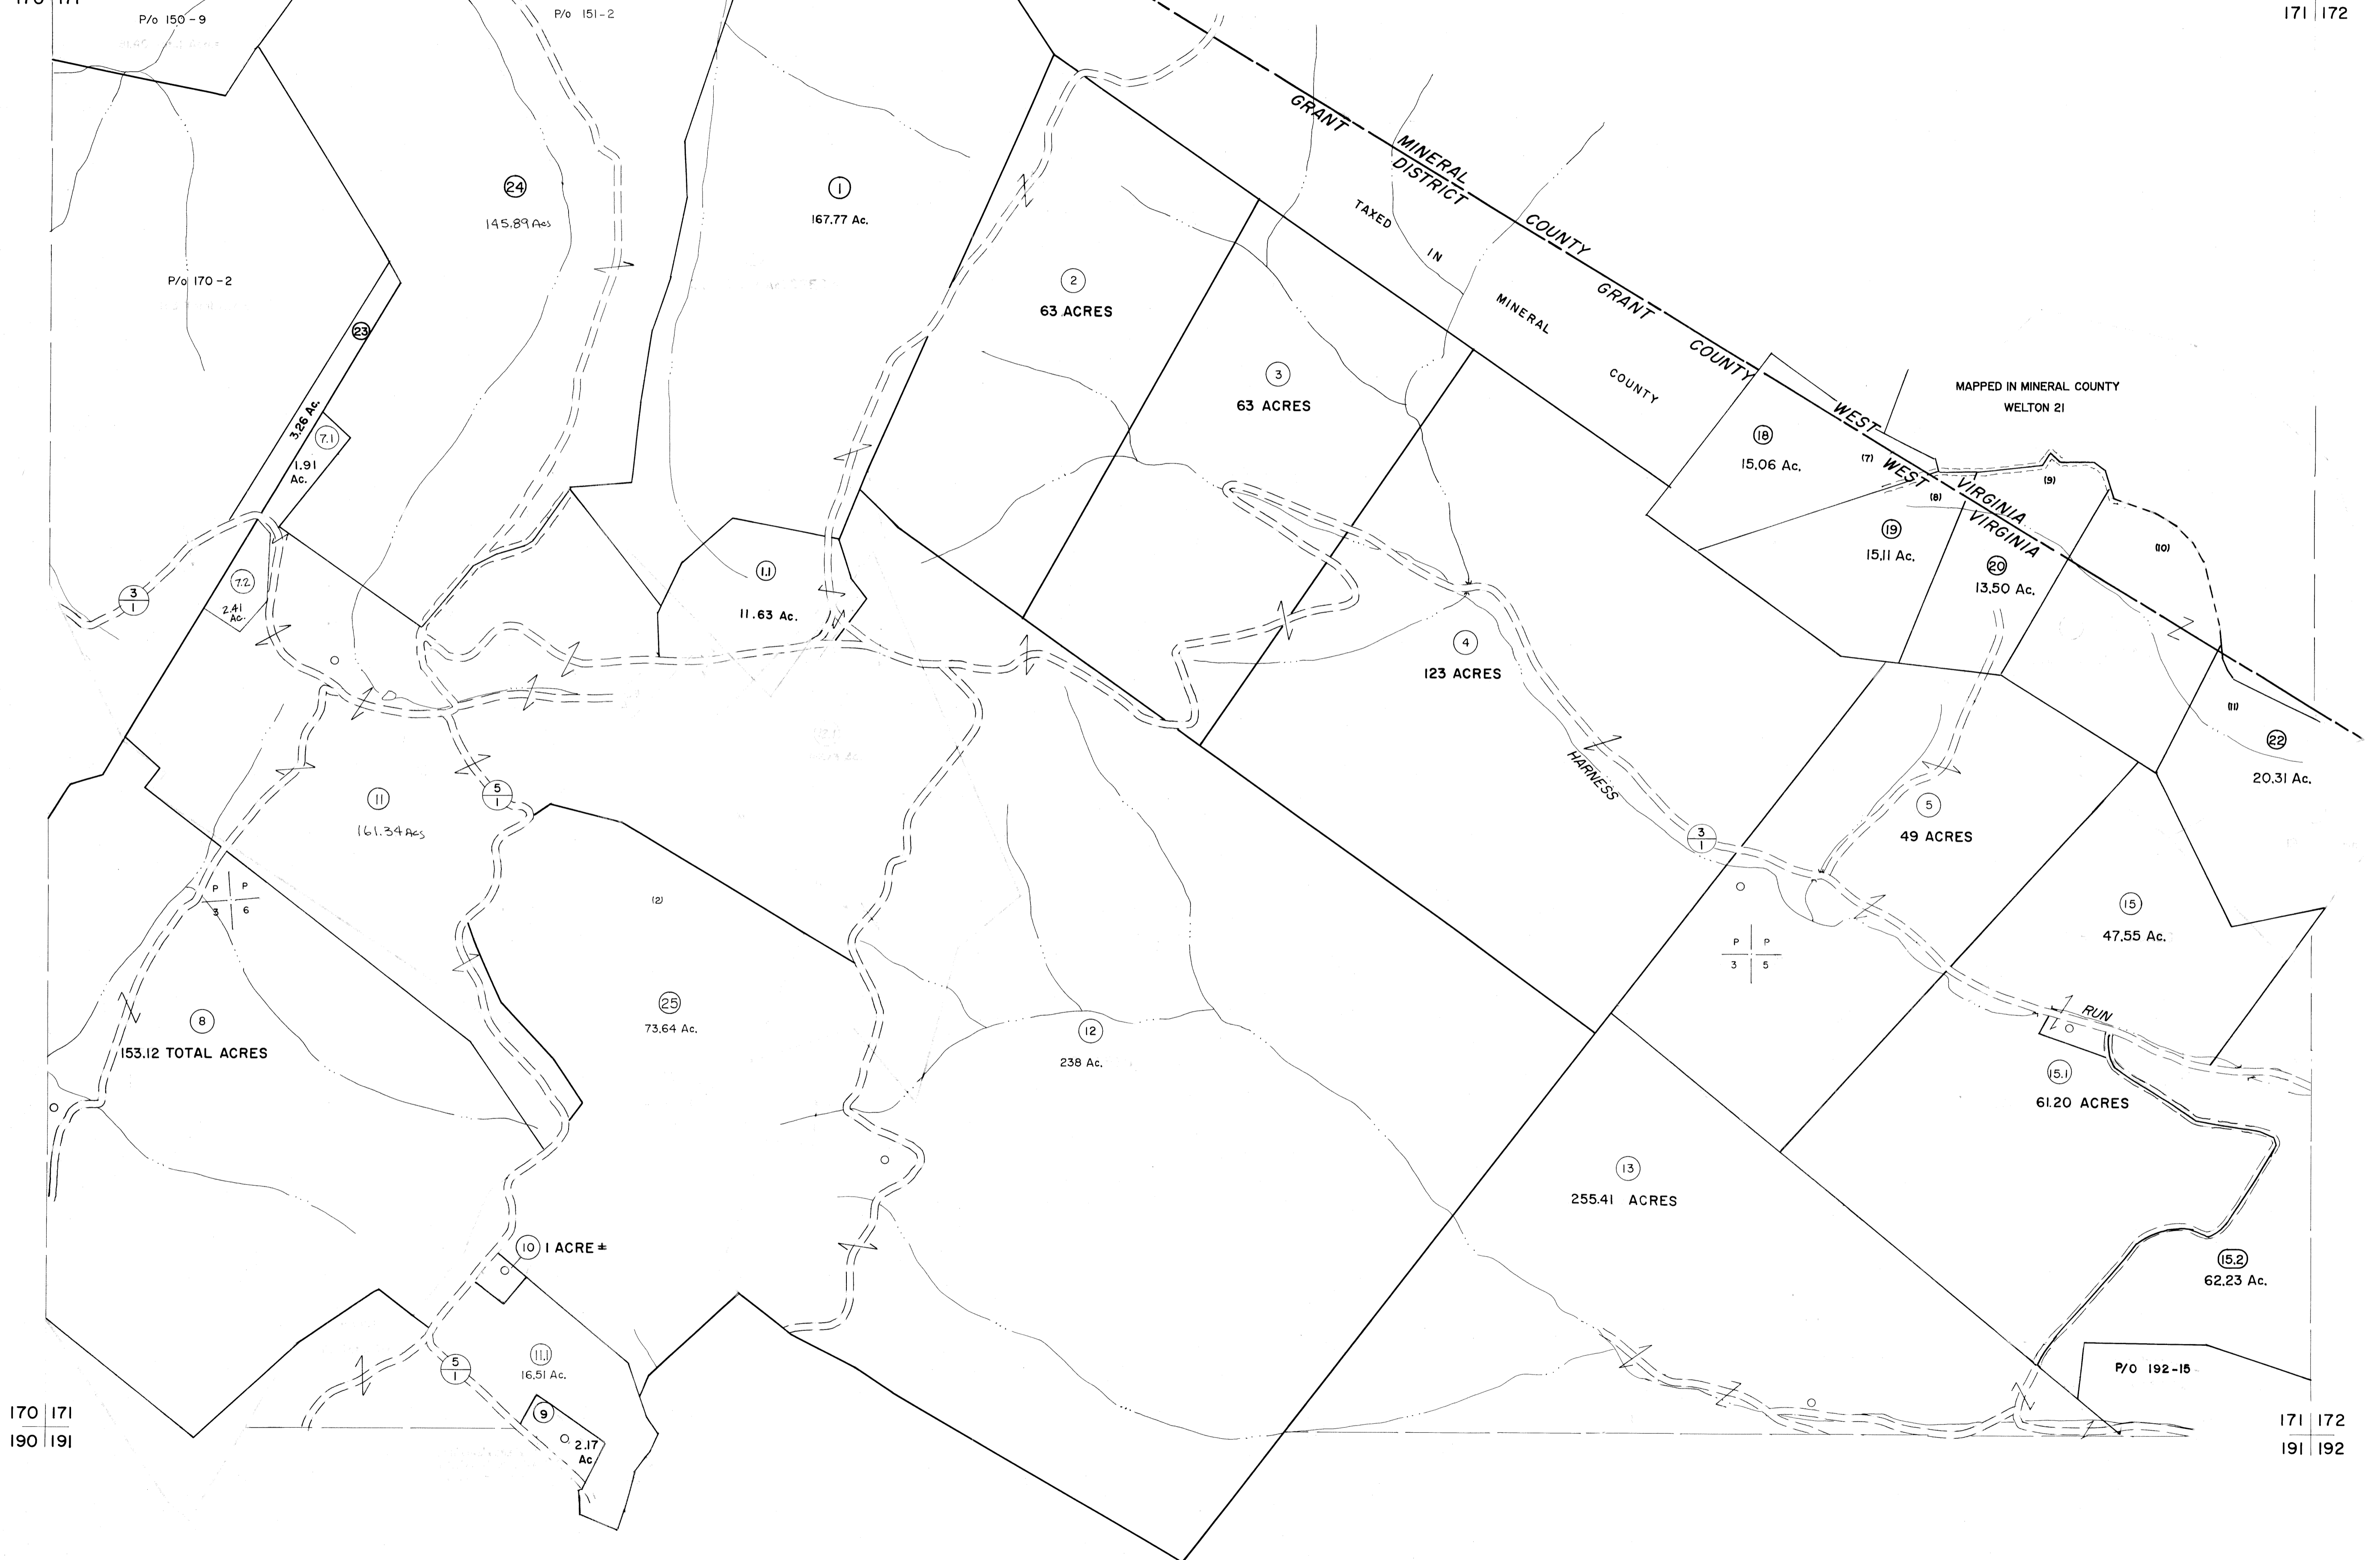 171 172
P/o 150-9
P/o 151-2
GRANT DISTRICT
MINERAL COUNTY
GRANT COUNTY
WEST VIRGINIA
WEST VIRGINIA
TAXED IN MINERAL COUNTY
MAPPED IN MINERAL COUNTY
WELTON 21
24
145.89 Acs
1
167.77 Ac.
P/o 170-2
23
3.26 Ac.
7.1
1.91
Ac.
2
63 ACRES
3
63 ACRES
18
15.06 Ac.
(7)
(8)
(9)
(10)
(11)
19
15.11 Ac.
20
13.50 Ac.
22
20.31 Ac.
3
1
7.2
2.41
Ac.
1.1
11.63 Ac.
4
123 ACRES
HARNESS
RUN
3
1
5
49 ACRES
11
161.34 Acs
5
1
P P
3 6
(2)
25
73.64 Ac.
P P
3 5
15
47.55 Ac.
8
153.12 TOTAL ACRES
12
238 Ac.
15.1
61.20 ACRES
13
255.41 ACRES
15.2
62.23 Ac.
10 1 ACRE ±
5
1
11.1
16.51 Ac.
9
2.17
Ac
P/O 192-15
170 171
190 191
171 172
191 192